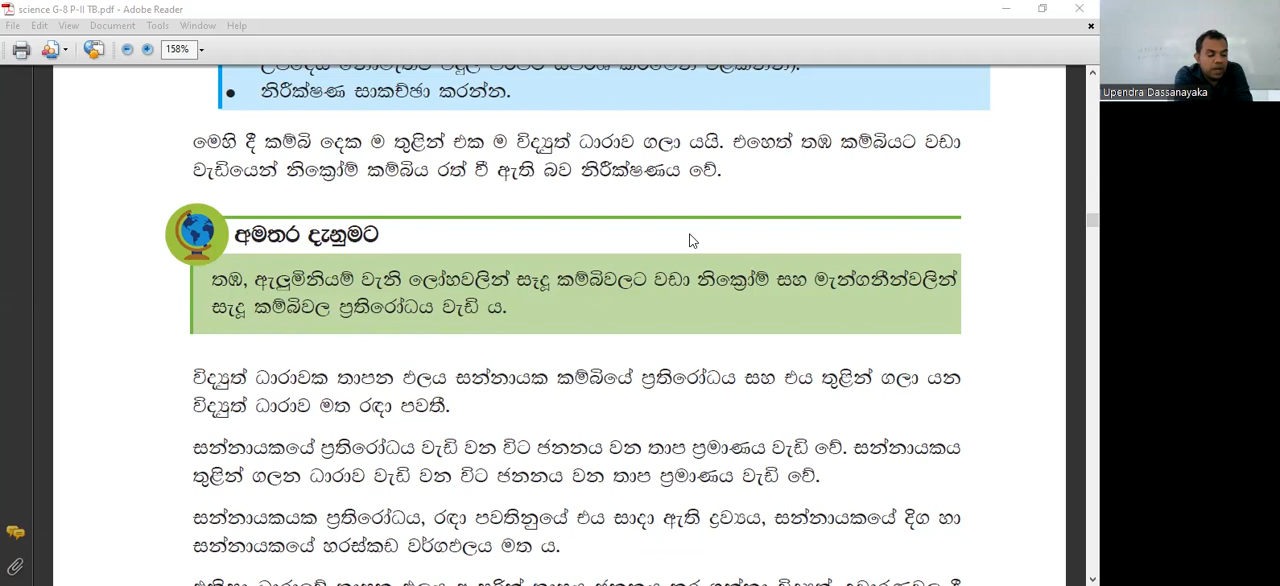 science G-8 P-II TB.pdf - Adobe Reader
File Edit View Document Tools Window Help
158%
Upendra Dassanayaka
● නිරීක්ෂණ සාකච්ඡා කරන්න.
මෙහි දී කම්බි දෙක ම තුළින් එක ම විද්‍යුත් ධාරාව ගලා යයි. එහෙත් තඹ කම්බියට වඩා
වැඩියෙන් නික්‍රෝම් කම්බිය රත් වී ඇති බව නිරීක්ෂණය වේ.
අමතර දැනුමට
තඹ, ඇලුමිනියම් වැනි ලෝහවලින් සෑදූ කම්බිවලට වඩා නික්‍රෝම් සහ මැන්ගනීන්වලින්
සැදූ කම්බිවල ප්‍රතිරෝධය වැඩි ය.
විද්‍යුත් ධාරාවක තාපන ඵලය සන්නායක කම්බියේ ප්‍රතිරෝධය සහ එය තුළින් ගලා යන
විද්‍යුත් ධාරාව මත රඳා පවතී.
සන්නායකයේ ප්‍රතිරෝධය වැඩි වන විට ජනනය වන තාප ප්‍රමාණය වැඩි වේ. සන්නායකය
තුළින් ගලන ධාරාව වැඩි වන විට ජනනය වන තාප ප්‍රමාණය වැඩි වේ.
සන්නායකයක ප්‍රතිරෝධය, රඳා පවතිනුයේ එය සාදා ඇති ද්‍රව්‍යය, සන්නායකයේ දිග හා
සන්නායකයේ හරස්කඩ වර්ගඵලය මත ය.